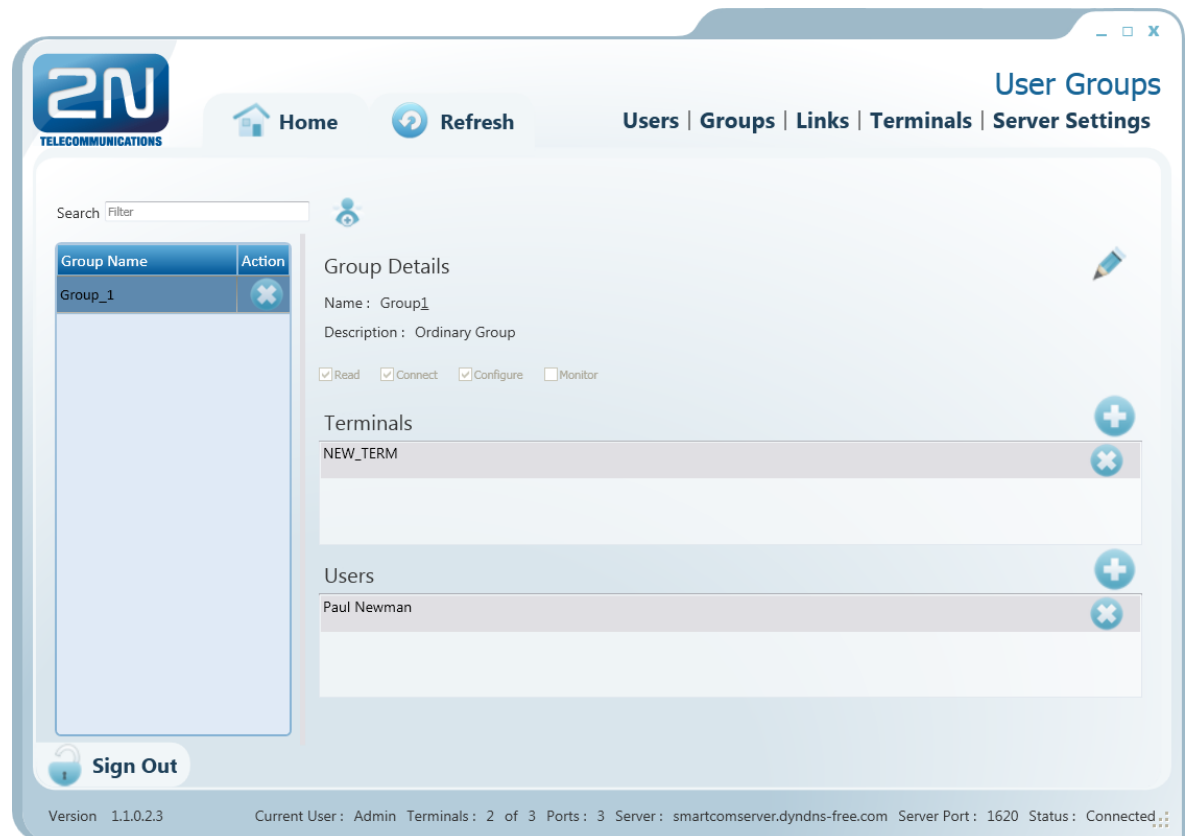 2N
TELECOMMUNICATIONS
User Groups
Home
Refresh
Users | Groups | Links | Terminals | Server Settings
Search Filter
Group Name Action
Group_1
Group Details
Name : Group1
Description : Ordinary Group
Read Connect Configure Monitor
Terminals
NEW_TERM
Users
Paul Newman
Sign Out
Version 1.1.0.2.3 Current User : Admin Terminals : 2 of 3 Ports : 3 Server : smartcomserver.dyndns-free.com Server Port : 1620 Status : Connected